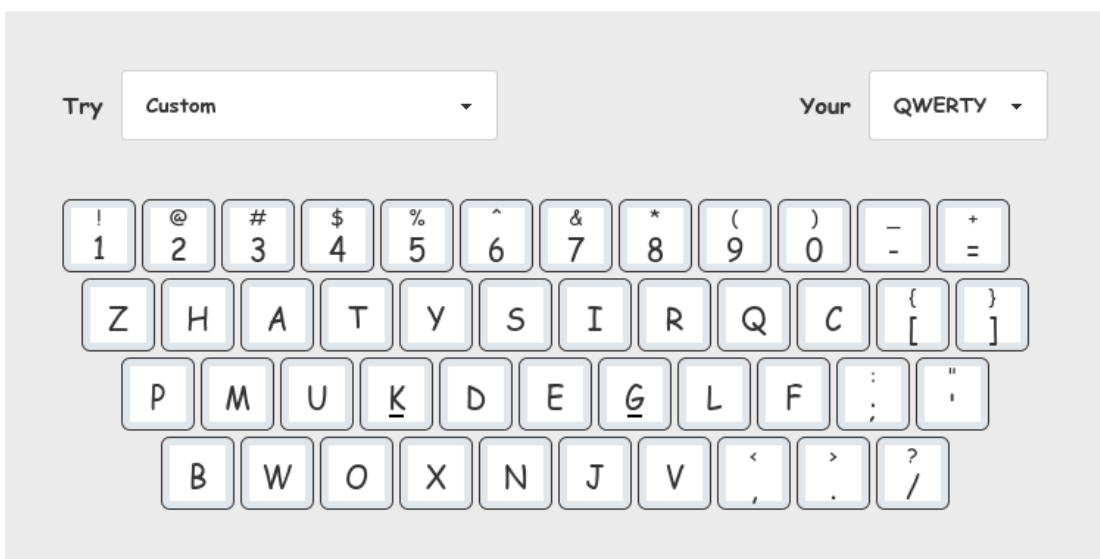 Try Custom Your QWERTY
! @ # $ % ^ & * ( ) _ +
1 2 3 4 5 6 7 8 9 0 - =
Z H A T Y S I R Q C { [ } ]
P M U K D E G L F : ; " '
B W O X N J V < , > . ? /